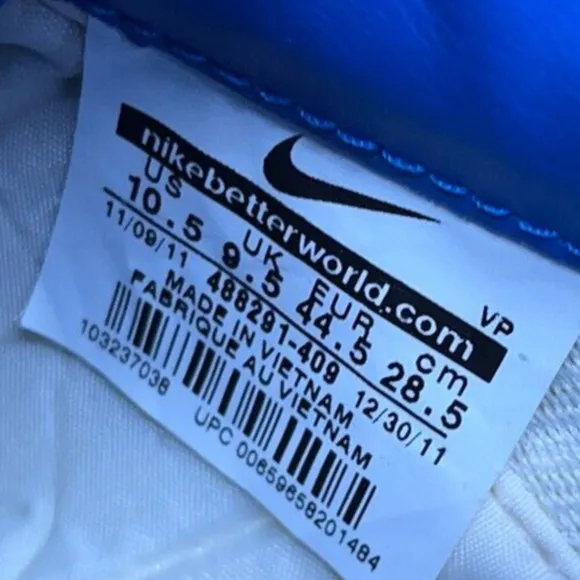 nikebetterworld.com
VP
US UK EUR cm
10.5 9.5 44.5 28.5
11/09/11 488291-409 12/30/11
MADE IN VIETNAM
FABRIQUE AU VIETNAM
103237038
UPC 00659658201484